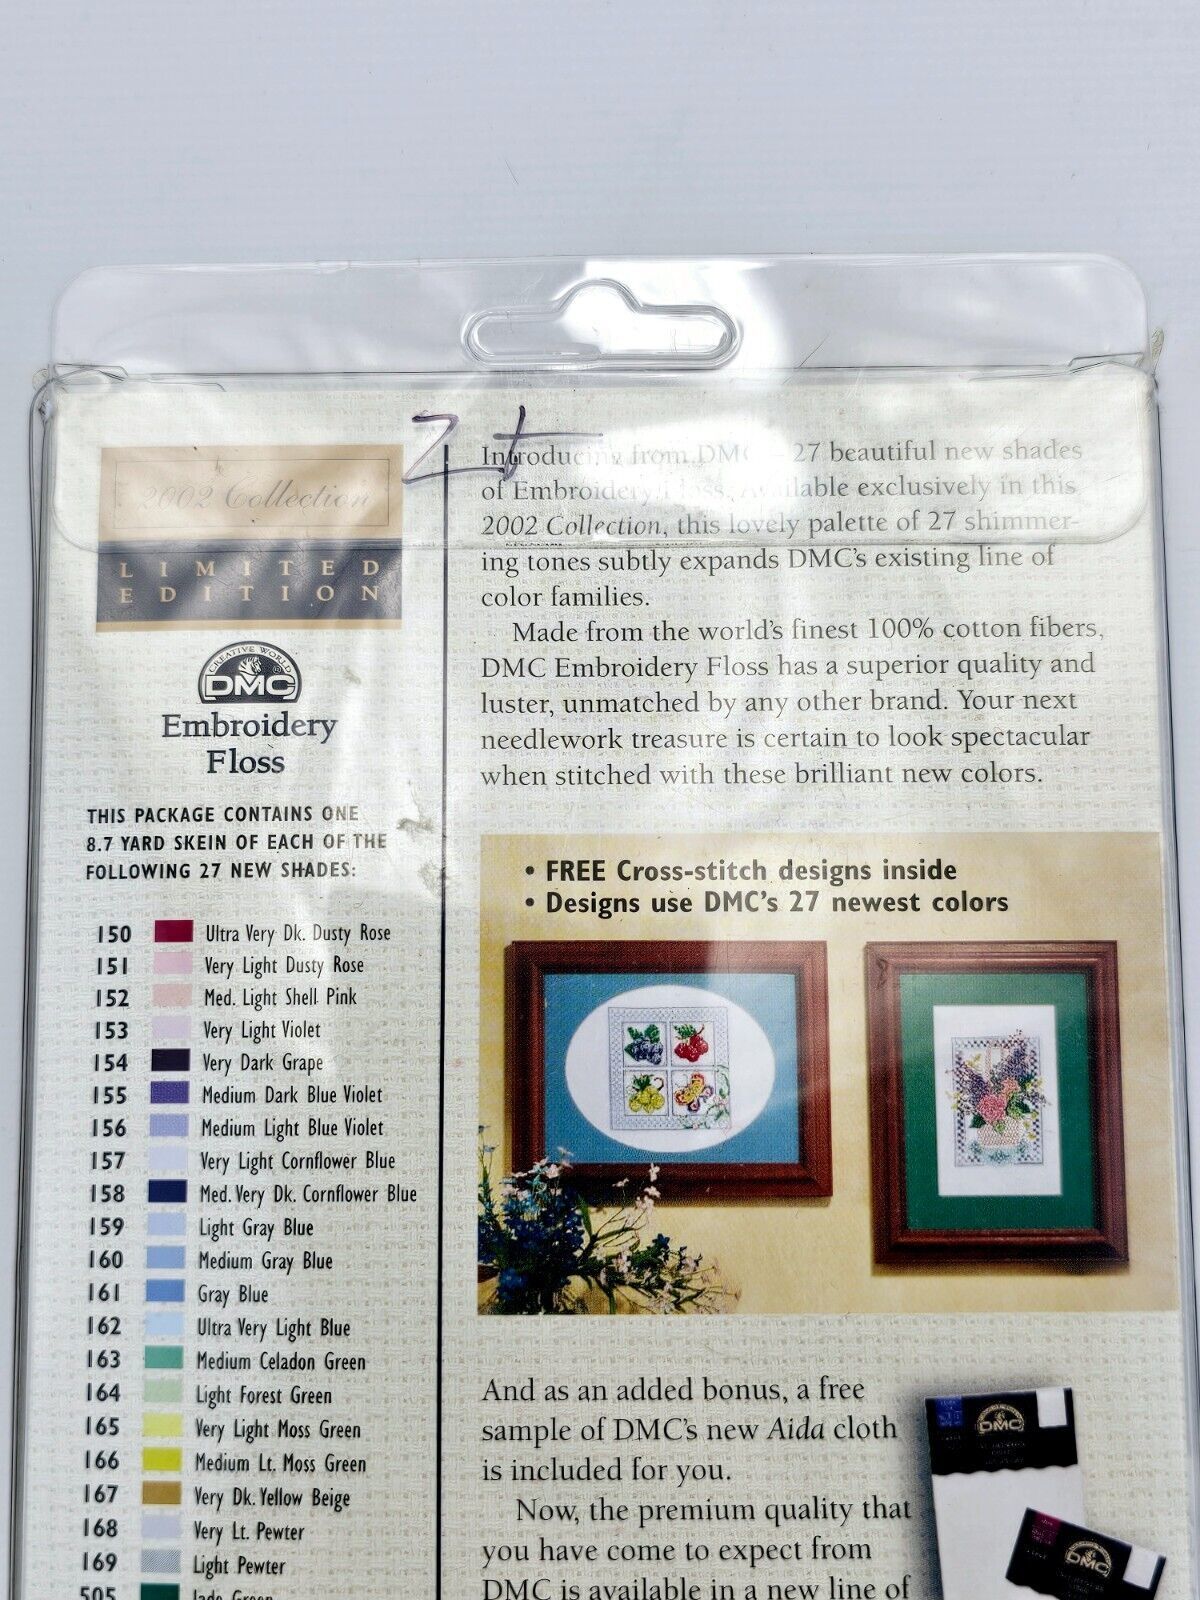 2002 Collection
LIMITED
EDITION
CREATIVE WORLD
DMC
Embroidery
Floss
THIS PACKAGE CONTAINS ONE
8.7 YARD SKEIN OF EACH OF THE
FOLLOWING 27 NEW SHADES:
150 Ultra Very Dk. Dusty Rose
151 Very Light Dusty Rose
152 Med. Light Shell Pink
153 Very Light Violet
154 Very Dark Grape
155 Medium Dark Blue Violet
156 Medium Light Blue Violet
157 Very Light Cornflower Blue
158 Med. Very Dk. Cornflower Blue
159 Light Gray Blue
160 Medium Gray Blue
161 Gray Blue
162 Ultra Very Light Blue
163 Medium Celadon Green
164 Light Forest Green
165 Very Light Moss Green
166 Medium Lt. Moss Green
167 Very Dk. Yellow Beige
168 Very Lt. Pewter
169 Light Pewter
505 Jade Green
Introducing from DMC – 27 beautiful new shades
of Embroidery Floss. Available exclusively in this
2002 Collection, this lovely palette of 27 shimmer-
ing tones subtly expands DMC's existing line of
color families.
Made from the world's finest 100% cotton fibers,
DMC Embroidery Floss has a superior quality and
luster, unmatched by any other brand. Your next
needlework treasure is certain to look spectacular
when stitched with these brilliant new colors.
• FREE Cross-stitch designs inside
• Designs use DMC's 27 newest colors
And as an added bonus, a free
sample of DMC's new Aida cloth
is included for you.
Now, the premium quality that
you have come to expect from
DMC is available in a new line of
DMC
DMC